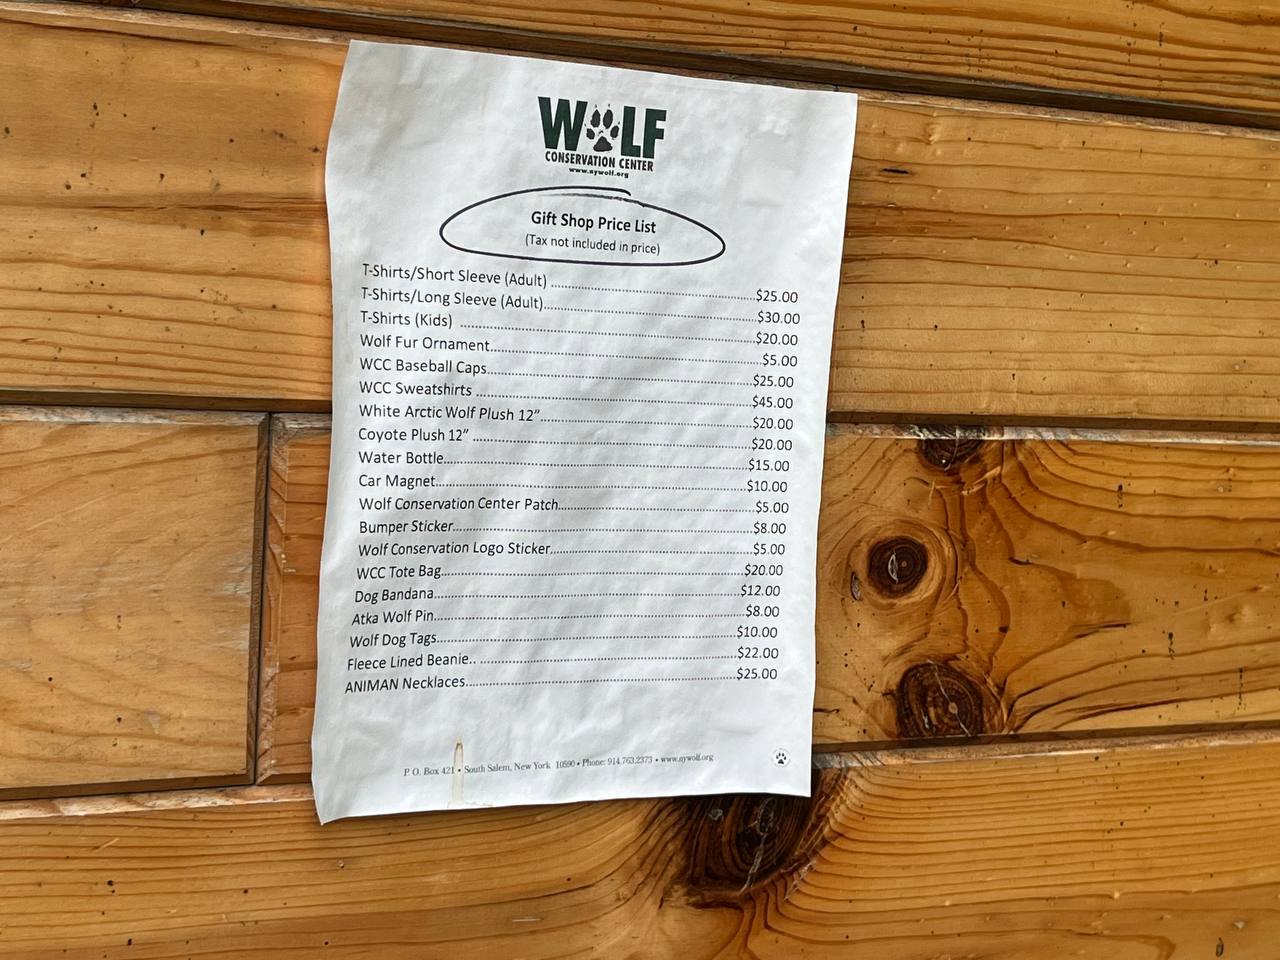 WOLF
CONSERVATION CENTER
www.nywolf.org
Gift Shop Price List
(Tax not included in price)
T-Shirts/Short Sleeve (Adult) ........................................$25.00
T-Shirts/Long Sleeve (Adult)........................................$30.00
T-Shirts (Kids) ........................................$20.00
Wolf Fur Ornament........................................$5.00
WCC Baseball Caps........................................$25.00
WCC Sweatshirts ........................................$45.00
White Arctic Wolf Plush 12” ........................................$20.00
Coyote Plush 12” ........................................$20.00
Water Bottle........................................$15.00
Car Magnet........................................$10.00
Wolf Conservation Center Patch........................................$5.00
Bumper Sticker........................................$8.00
Wolf Conservation Logo Sticker........................................$5.00
WCC Tote Bag........................................$20.00
Dog Bandana........................................$12.00
Atka Wolf Pin........................................$8.00
Wolf Dog Tags........................................$10.00
Fleece Lined Beanie.. ........................................$22.00
ANIMAN Necklaces........................................$25.00
P. O. Box 421 • South Salem, New York 10590 • Phone: 914.763.2373 • www.nywolf.org